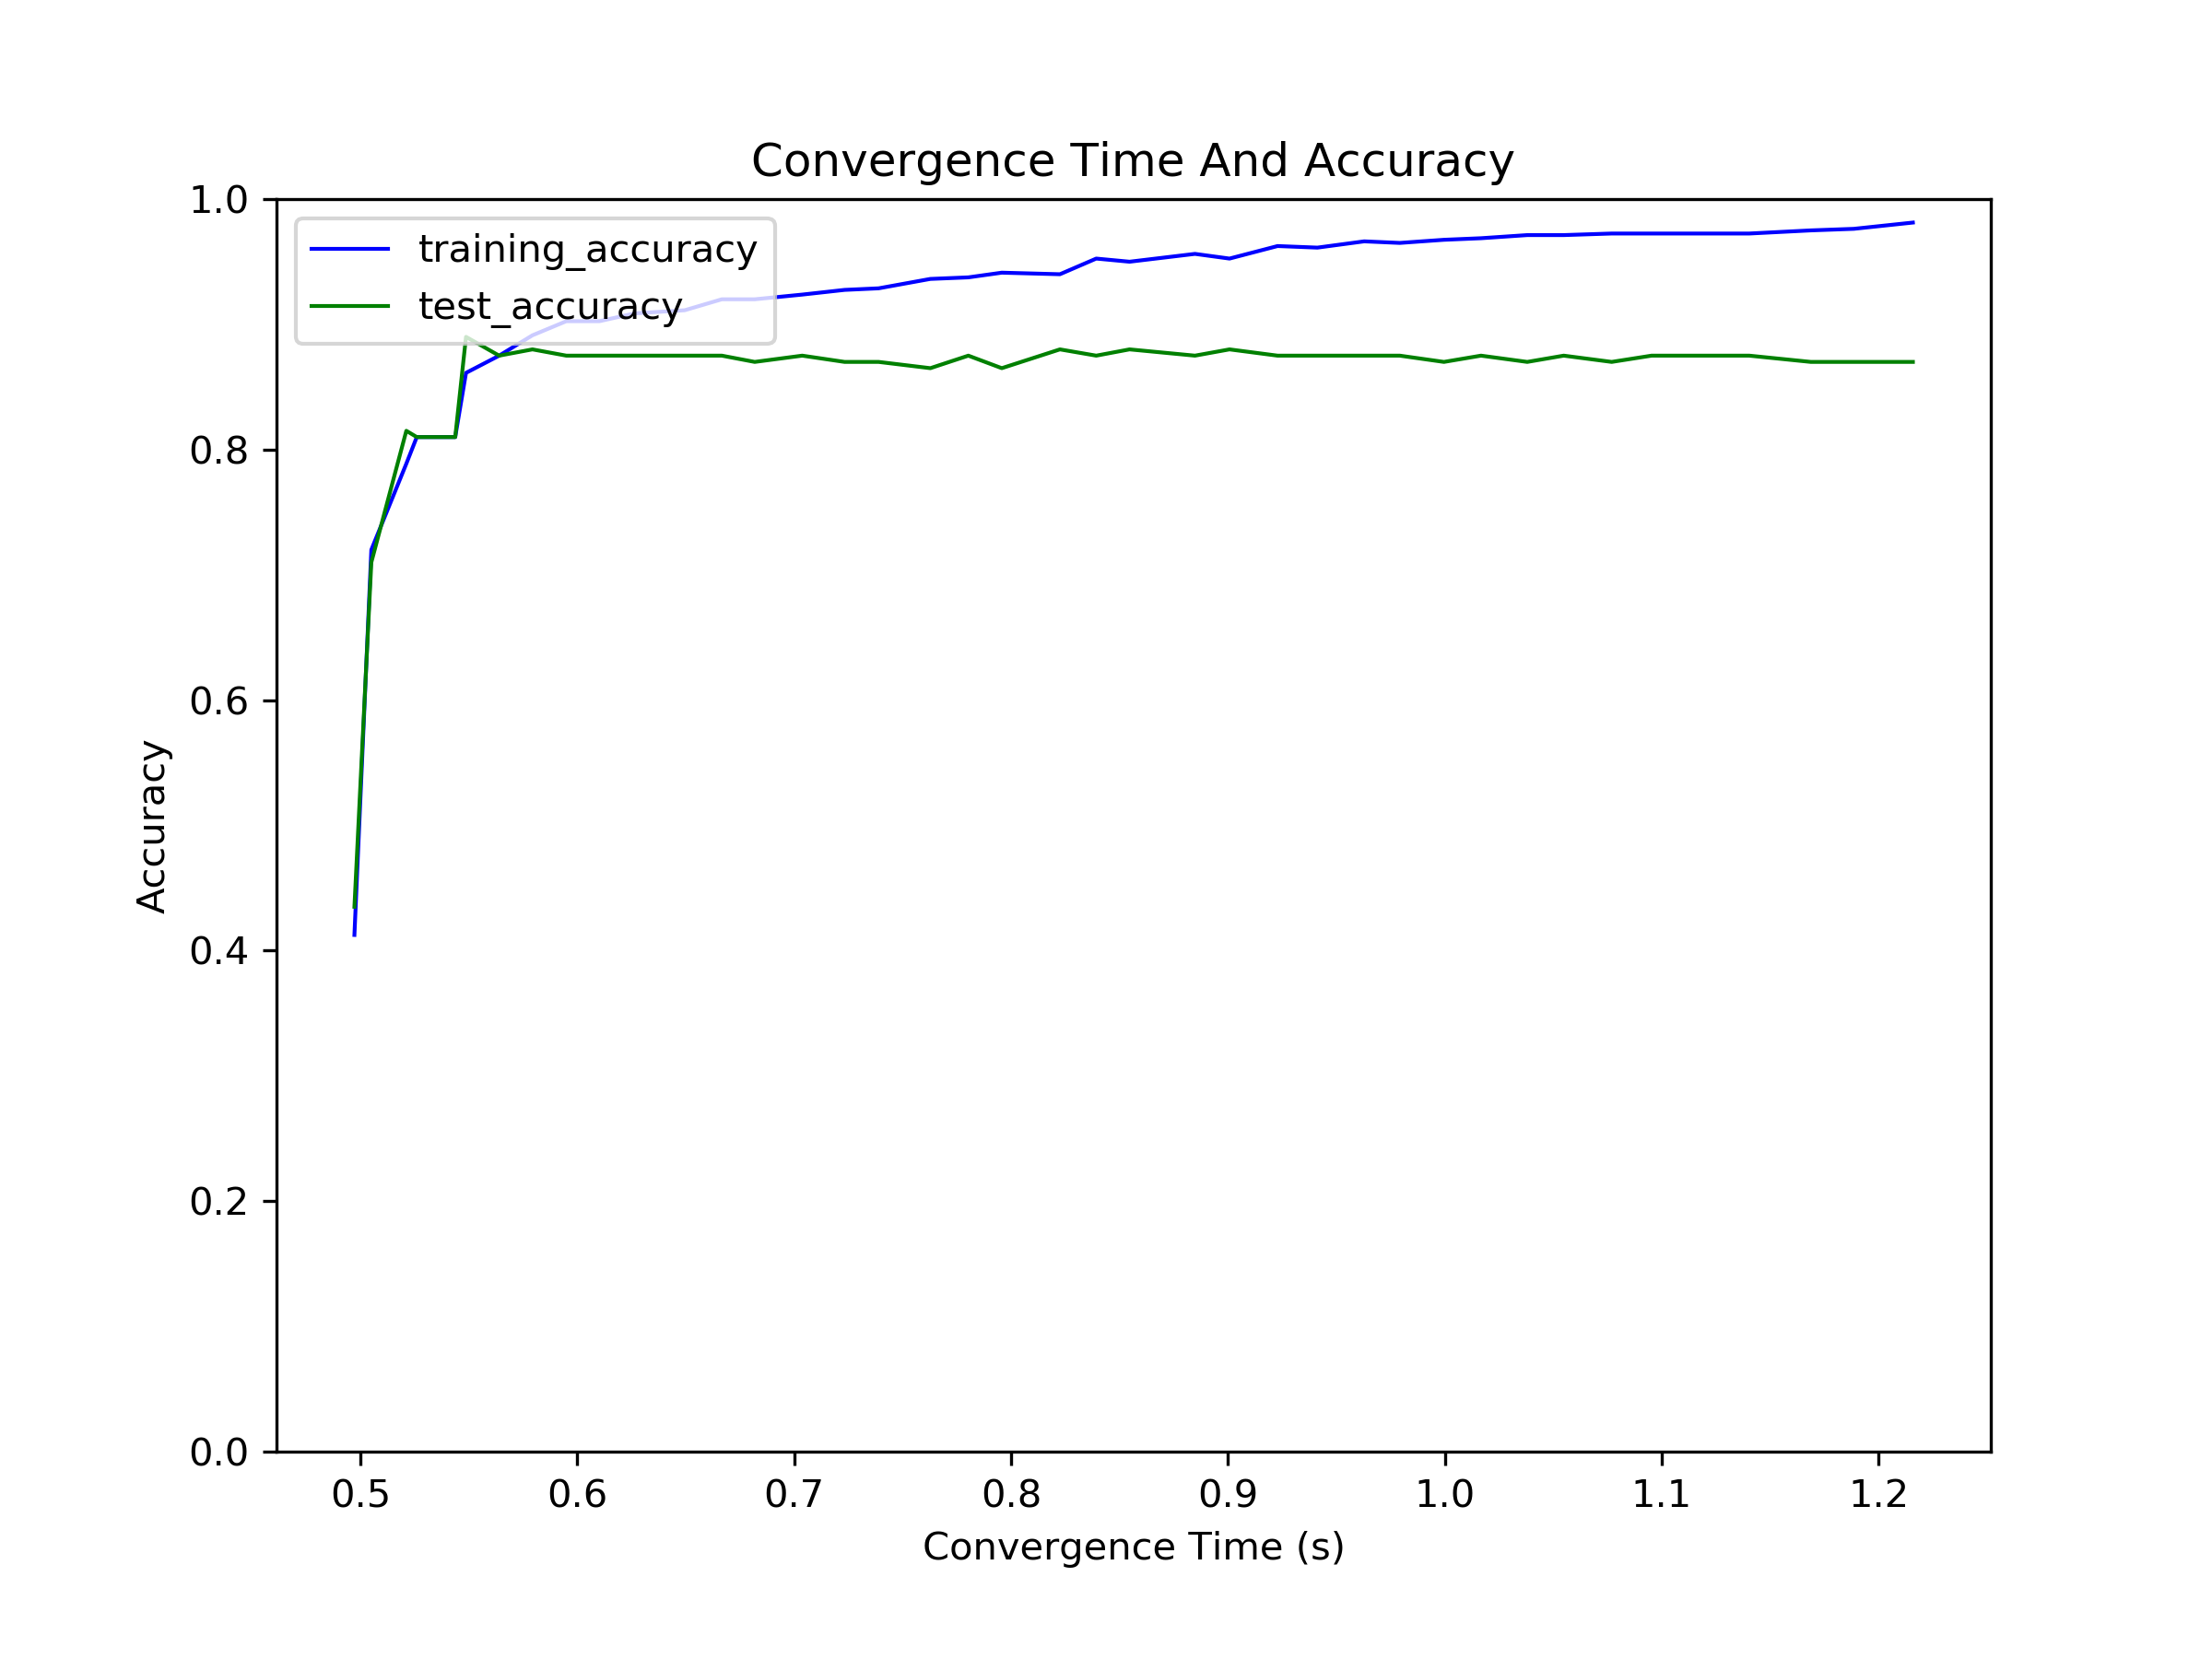 Convergence Time And Accuracy
1.0
0.8
0.6
0.4
0.2
0.0
training_accuracy
test_accuracy
Accuracy
0.5 0.6 0.7 0.8 0.9 1.0 1.1 1.2
Convergence Time (s)